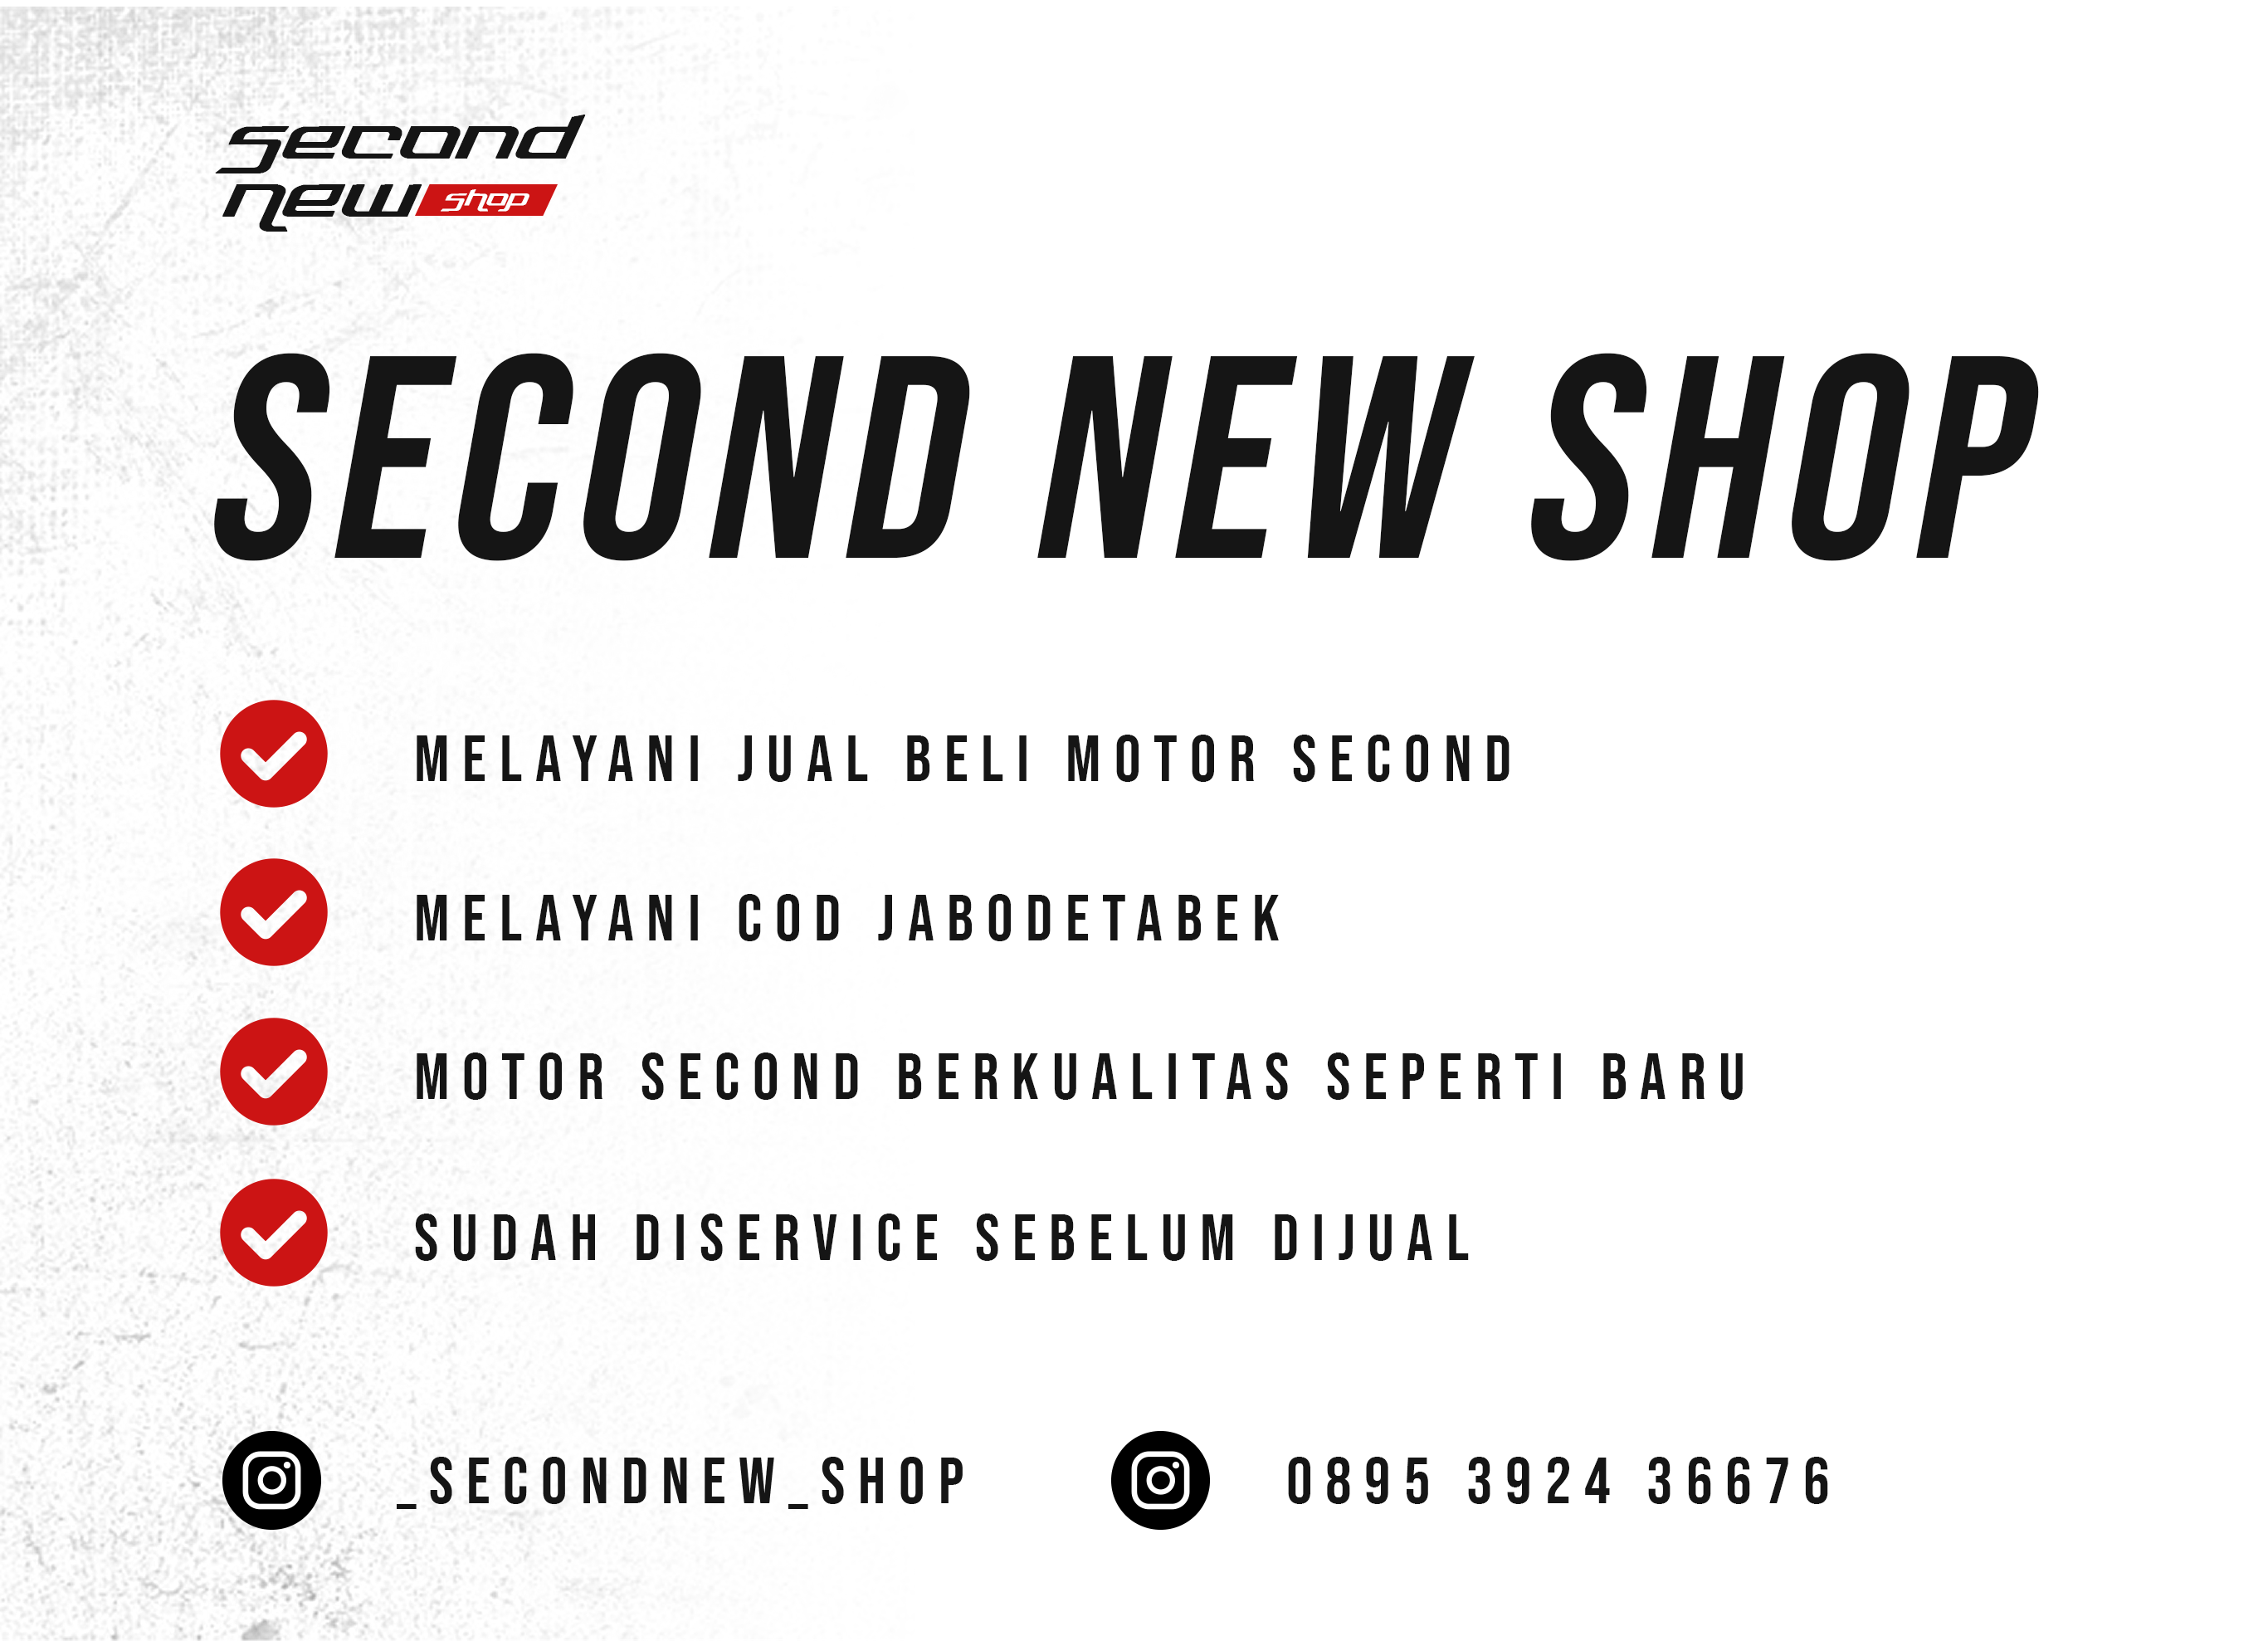 second
new shop
SECOND NEW SHOP
MELAYANI JUAL BELI MOTOR SECOND
MELAYANI COD JABODETABEK
MOTOR SECOND BERKUALITAS SEPERTI BARU
SUDAH DISERVICE SEBELUM DIJUAL
_SECONDNEW_SHOP
0895 3924 36676